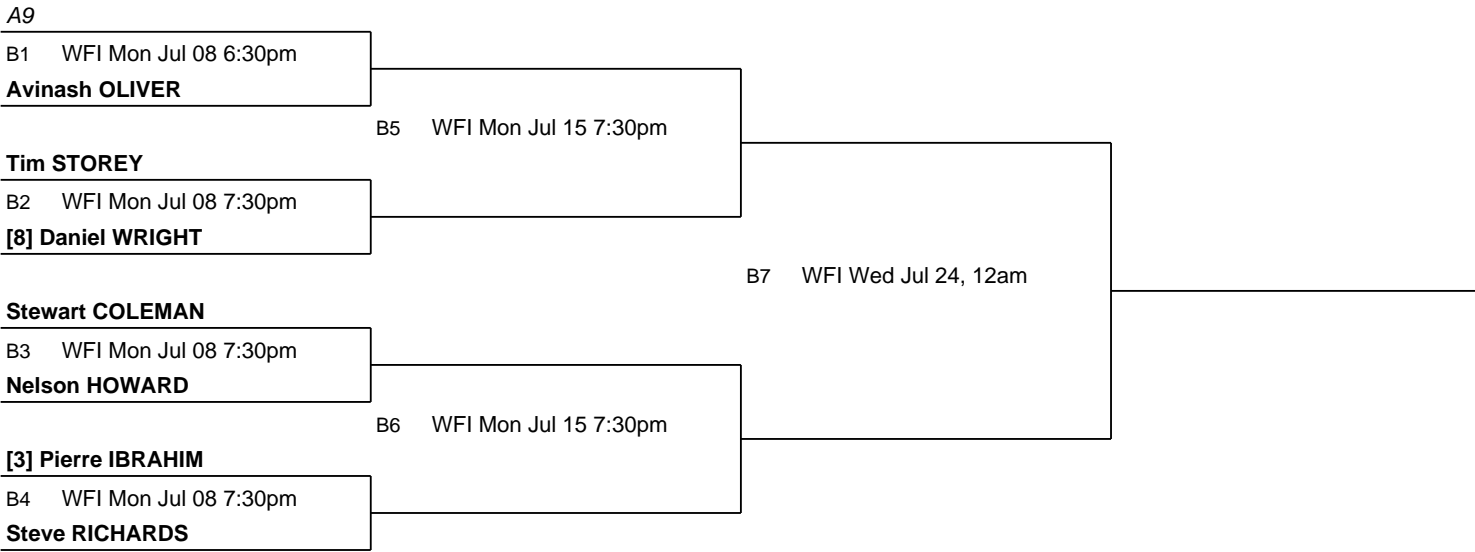 A9
B1 WFI Mon Jul 08 6:30pm
Avinash OLIVER
B5 WFI Mon Jul 15 7:30pm
Tim STOREY
B2 WFI Mon Jul 08 7:30pm
[8] Daniel WRIGHT
B7 WFI Wed Jul 24, 12am
Stewart COLEMAN
B3 WFI Mon Jul 08 7:30pm
Nelson HOWARD
B6 WFI Mon Jul 15 7:30pm
[3] Pierre IBRAHIM
B4 WFI Mon Jul 08 7:30pm
Steve RICHARDS